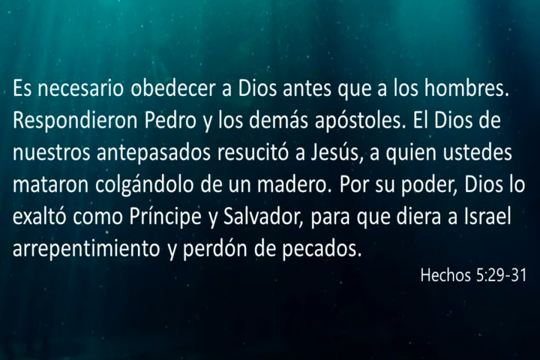 Es necesario obedecer a Dios antes que a los hombres.
Respondieron Pedro y los demás apóstoles. El Dios de
nuestros antepasados resucitó a Jesús, a quien ustedes
mataron colgándolo de un madero. Por su poder, Dios lo
exaltó como Príncipe y Salvador, para que diera a Israel
arrepentimiento y perdón de pecados.
Hechos 5:29-31